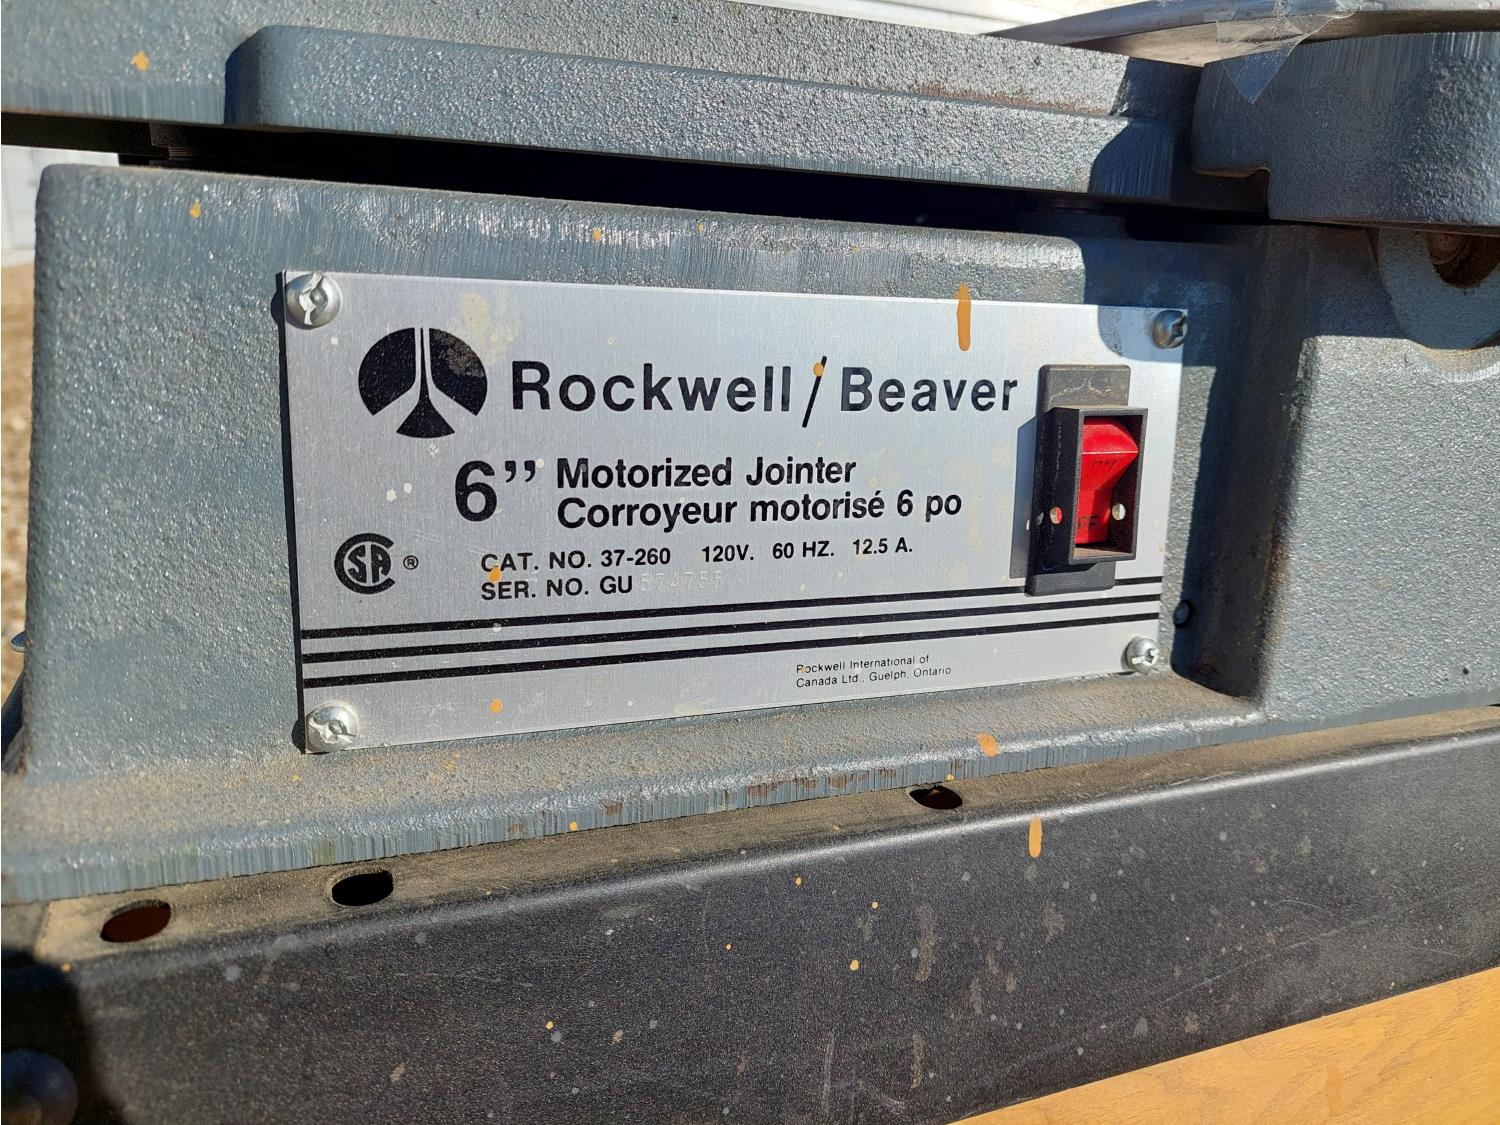 Rockwell/Beaver
6” Motorized Jointer
Corroyeur motorisé 6 po
CSA ®
CAT. NO. 37-260 120V. 60 HZ. 12.5 A.
SER. NO. GU
Rockwell International of
Canada Ltd., Guelph, Ontario